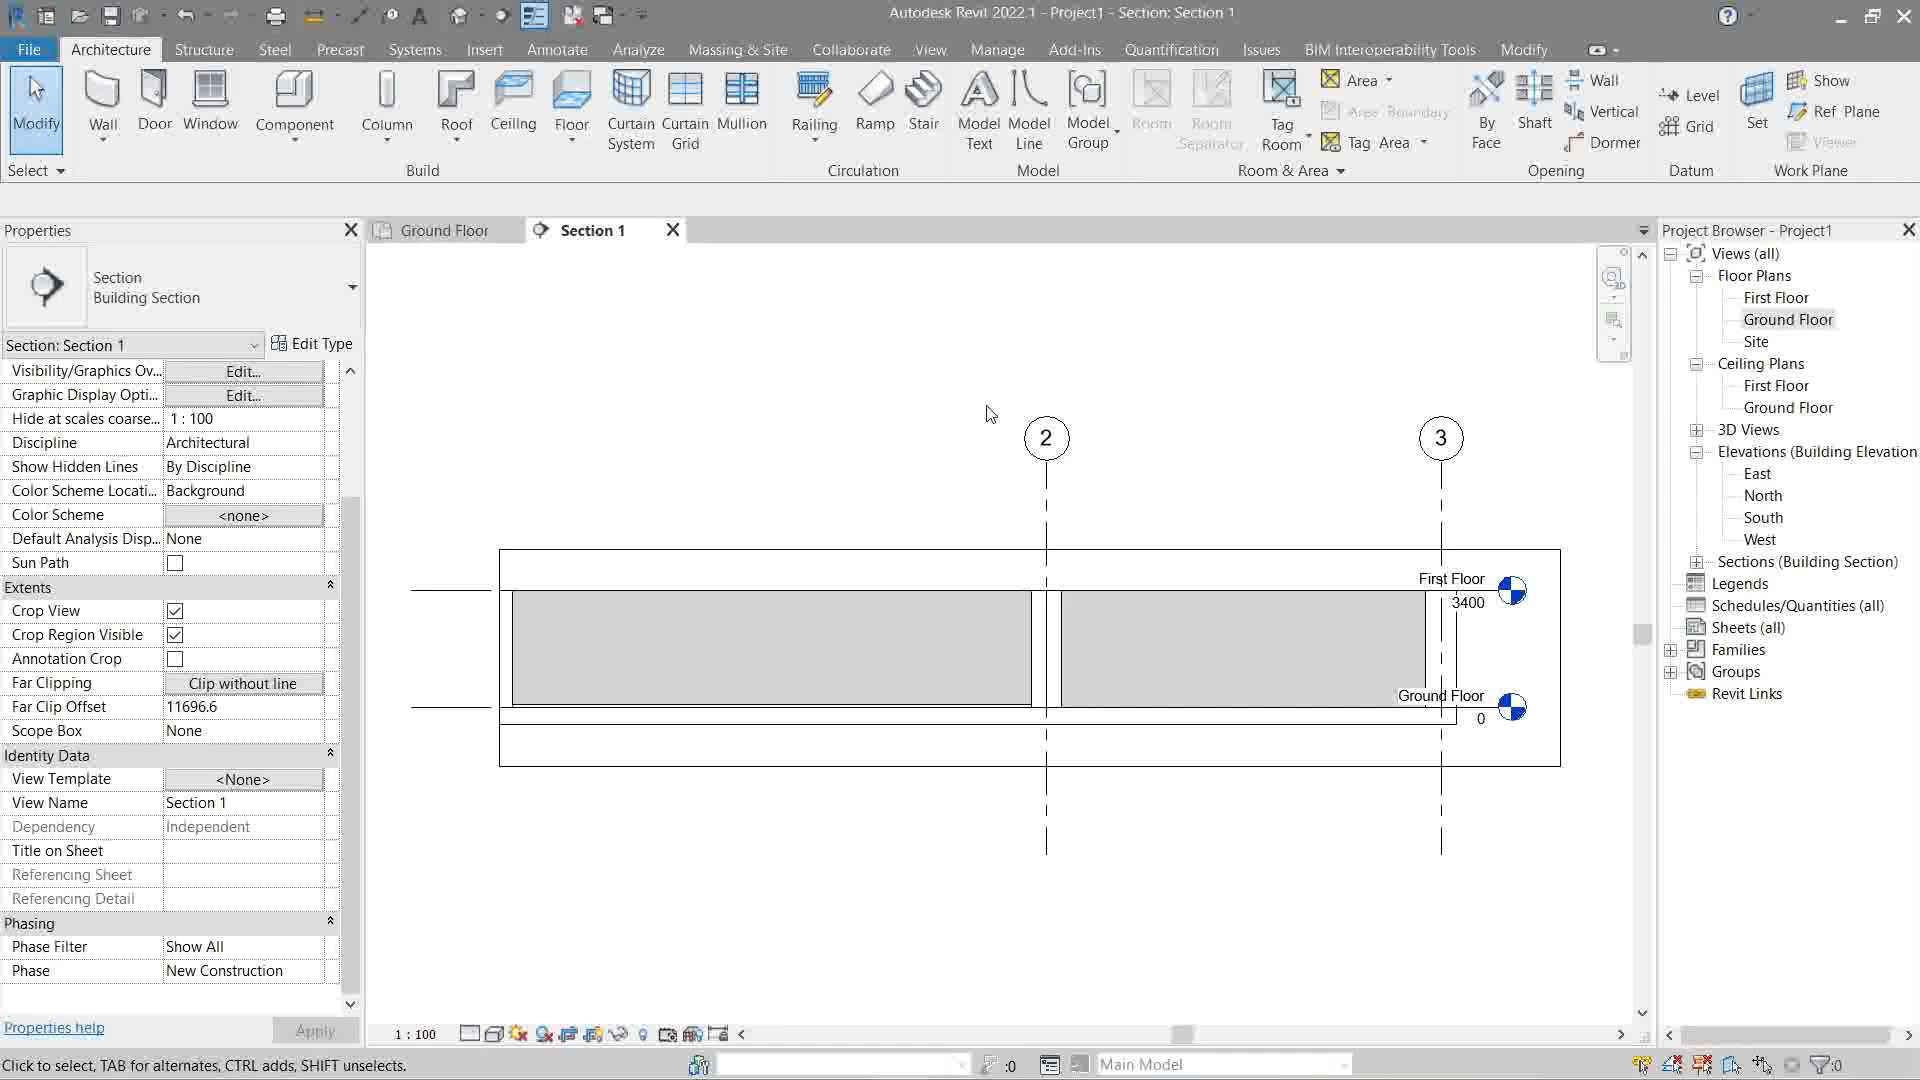 Autodesk Revit 2022.1 - Project1 - Section: Section 1
File Architecture Structure Steel Precast Systems Insert Annotate Analyze Massing & Site Collaborate View Manage Add-Ins Quantification Issues BIM Interoperability Tools Modify
Modify Wall Door Window Component Column Roof Ceiling Floor Curtain System Curtain Grid Mullion Railing Ramp Stair Model Text Model Line Model Group Room Room Separator Tag Room Area Area Boundary Tag Area By Face Shaft Wall Vertical Dormer Level Grid Set Show Ref Plane Viewer
Select Build Circulation Model Room & Area Opening Datum Work Plane
Properties
Section
Building Section
Section: Section 1 Edit Type
Visibility/Graphics Ov... Edit...
Graphic Display Opti... Edit...
Hide at scales coarse... 1 : 100
Discipline Architectural
Show Hidden Lines By Discipline
Color Scheme Locati... Background
Color Scheme <none>
Default Analysis Disp... None
Sun Path
Extents
Crop View
Crop Region Visible
Annotation Crop
Far Clipping Clip without line
Far Clip Offset 11696.6
Scope Box None
Identity Data
View Template <None>
View Name Section 1
Dependency Independent
Title on Sheet
Referencing Sheet
Referencing Detail
Phasing
Phase Filter Show All
Phase New Construction
Properties help Apply
Ground Floor Section 1
2 3
First Floor
3400
Ground Floor
0
1 : 100
Project Browser - Project1
Views (all)
Floor Plans
First Floor
Ground Floor
Site
Ceiling Plans
First Floor
Ground Floor
3D Views
Elevations (Building Elevation
East
North
South
West
Sections (Building Section)
Legends
Schedules/Quantities (all)
Sheets (all)
Families
Groups
Revit Links
Click to select, TAB for alternates, CTRL adds, SHIFT unselects. :0 Main Model :0